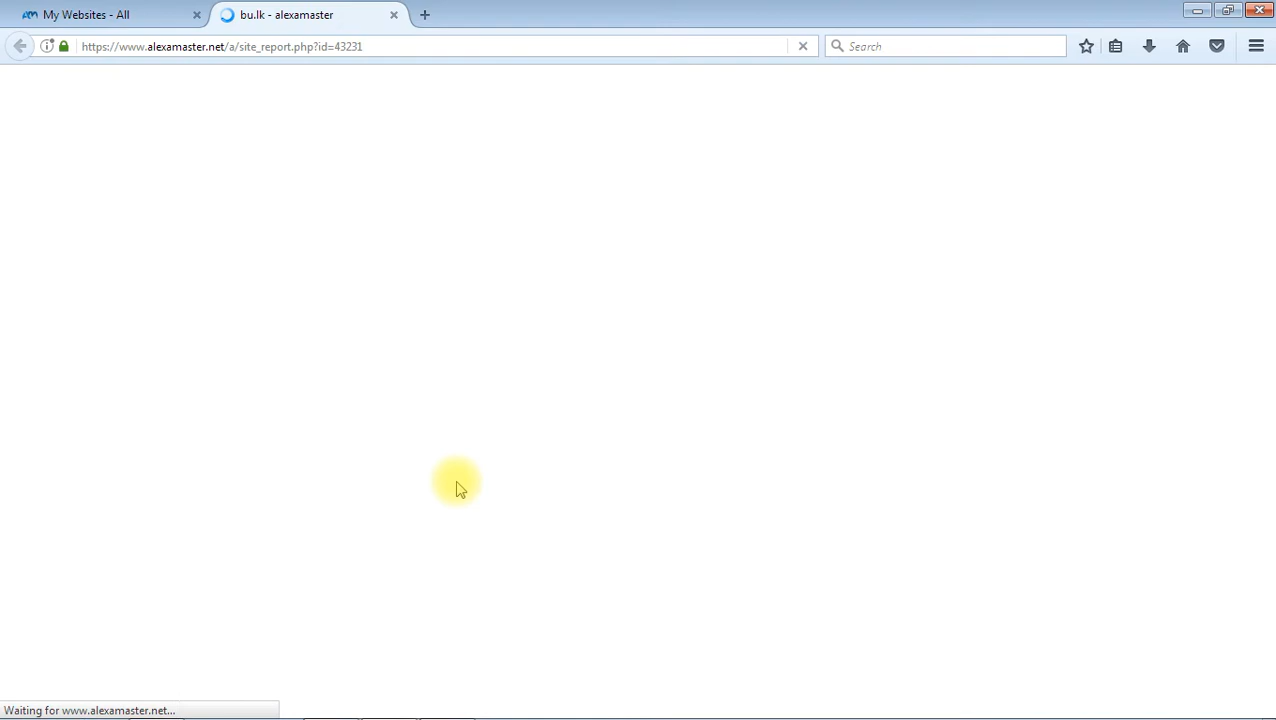 My Websites - All
bu.lk - alexamaster
https://www.alexamaster.net/a/site_report.php?id=43231
Search
Waiting for www.alexamaster.net...